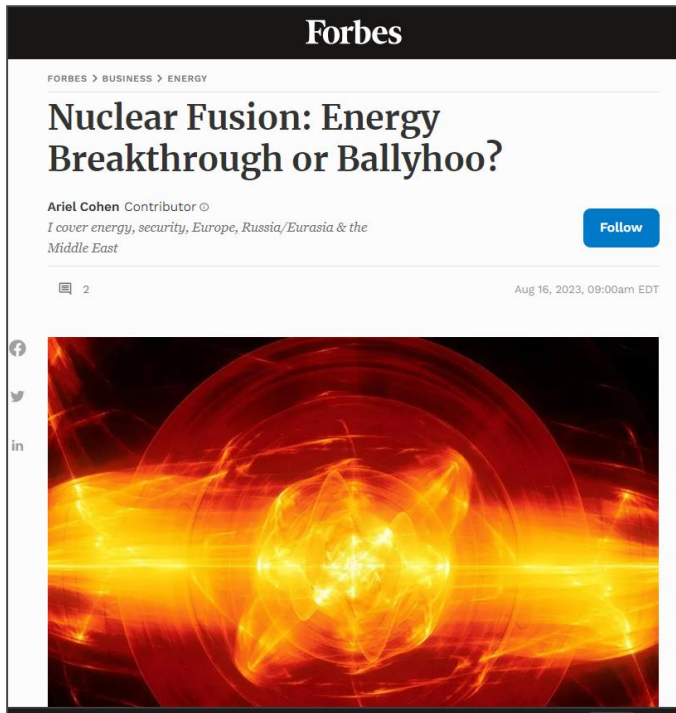 Forbes
FORBES > BUSINESS > ENERGY
Nuclear Fusion: Energy
Breakthrough or Ballyhoo?
Ariel Cohen Contributor
I cover energy, security, Europe, Russia/Eurasia & the
Middle East
Follow
2
Aug 16, 2023, 09:00am EDT
in